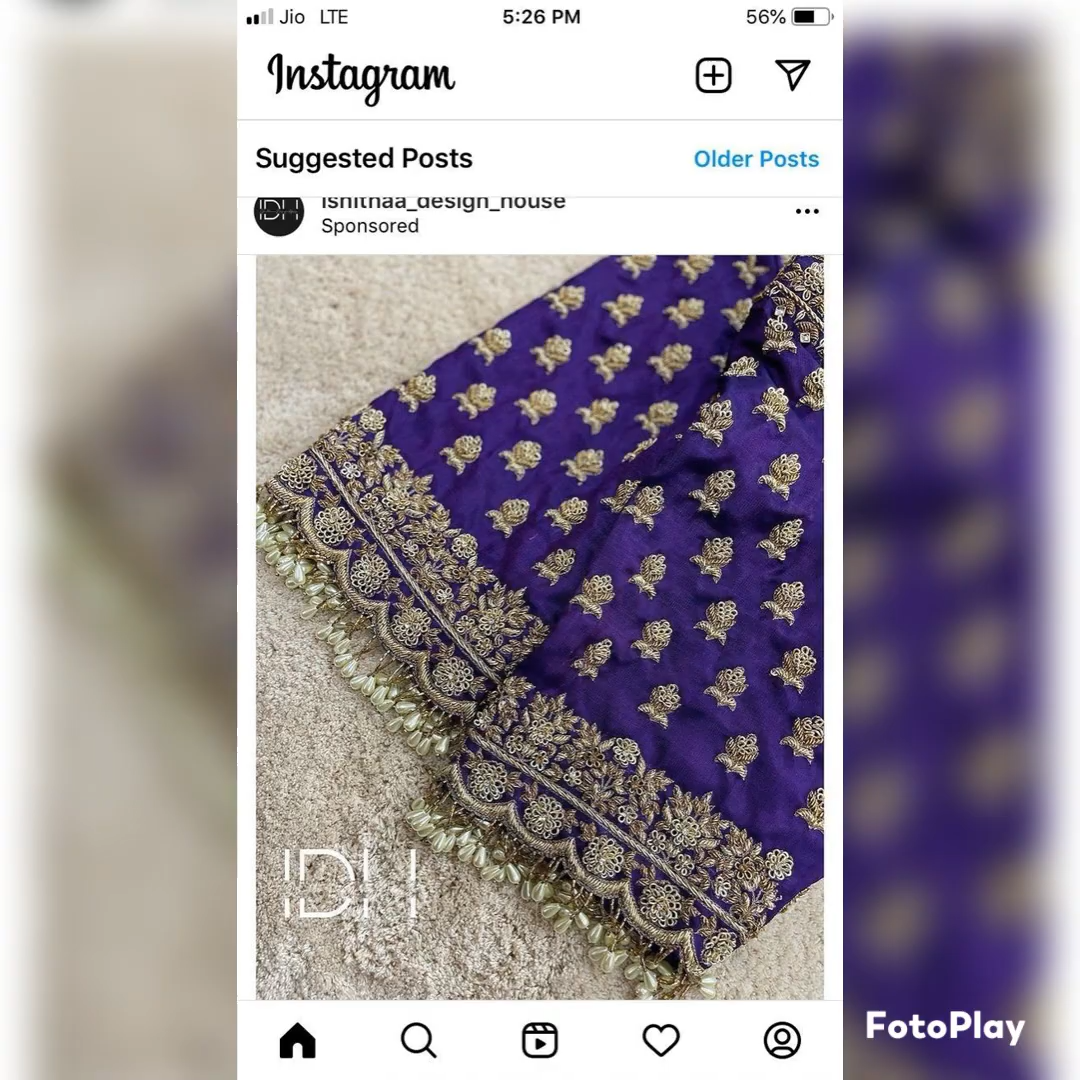 Jio LTE 5:26 PM 56%
Instagram
Suggested Posts Older Posts
IDH ishithaa_design_house
Sponsored
IDH
FotoPlay